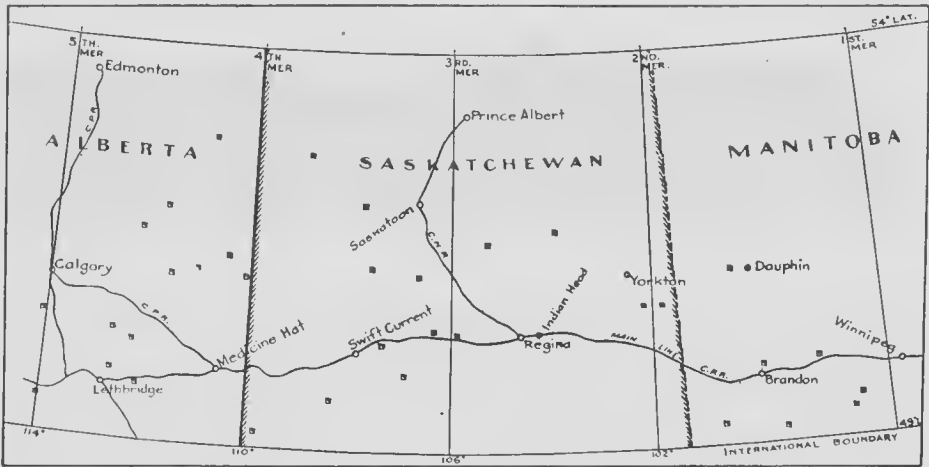 54° LAT.
5TH. MER
4TH MER
3RD. MER
2ND. MER.
1ST. MER
Edmonton
C.P.R.
Prince Albert
ALBERTA
SASKATCHEWAN
MANITOBA
Saskatoon
Calgary
C.P.R.
Yorkton
Dauphin
Indian Head
Medicine Hat
Swift Current
Regina
MAIN LINE
C.P.R.
Winnipeg
Lethbridge
Brandon
114°
110°
106°
102°
49°
INTERNATIONAL BOUNDARY